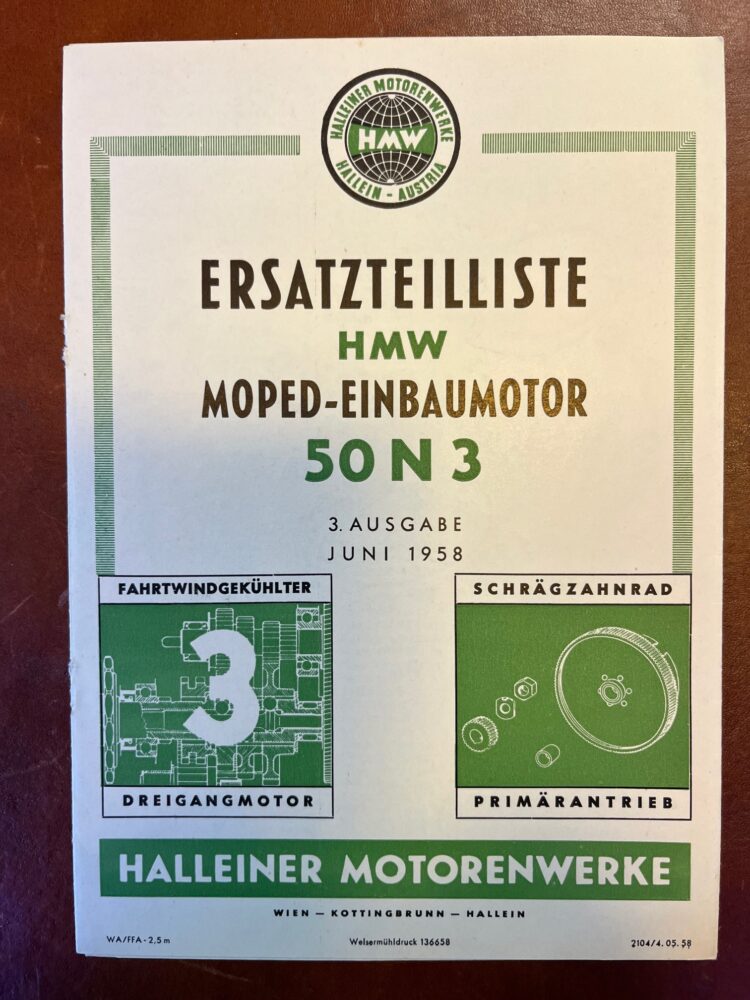 HALLEINER MOTORENWERKE
HMW
HALLEIN - AUSTRIA
ERSATZTEILLISTE
HMW
MOPED-EINBAUMOTOR
50 N 3
3. AUSGABE
JUNI 1958
FAHRTWINDGEKÜHLTER
3
DREIGANGMOTOR
SCHRÄGZAHNRAD
PRIMÄRANTRIEB
HALLEINER MOTORENWERKE
WIEN — KOTTINGBRUNN — HALLEIN
WA/FFA - 2,5 m
Welsermühldruck 136658
2104/4. 05. 58